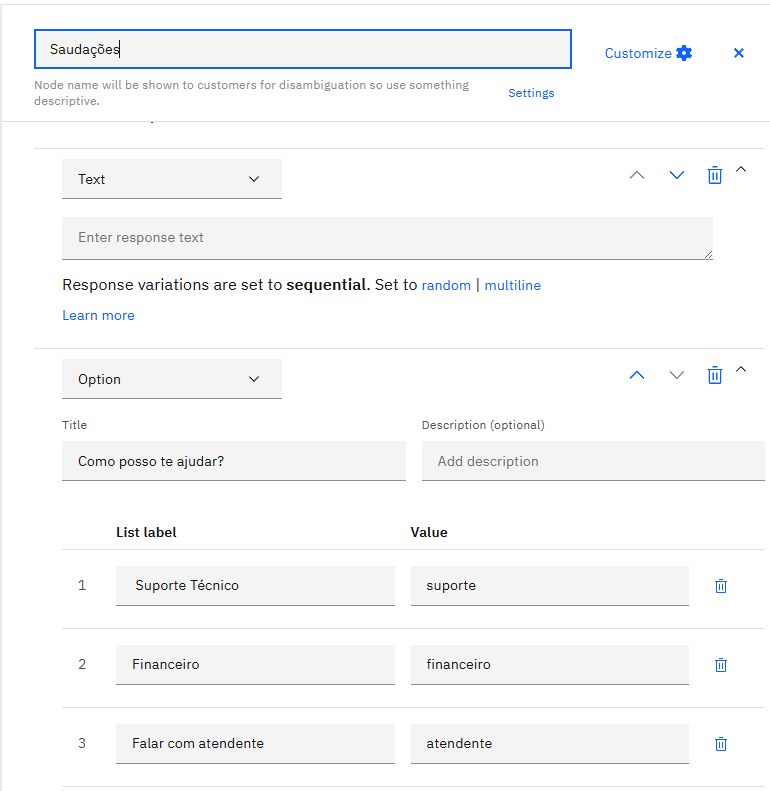 Saudações
Customize
Node name will be shown to customers for disambiguation so use something
descriptive.
Settings
Text
Enter response text
Response variations are set to sequential. Set to random | multiline
Learn more
Option
Title
Description (optional)
Como posso te ajudar?
Add description
List label
Value
1 Suporte Técnico suporte
2 Financeiro financeiro
3 Falar com atendente atendente